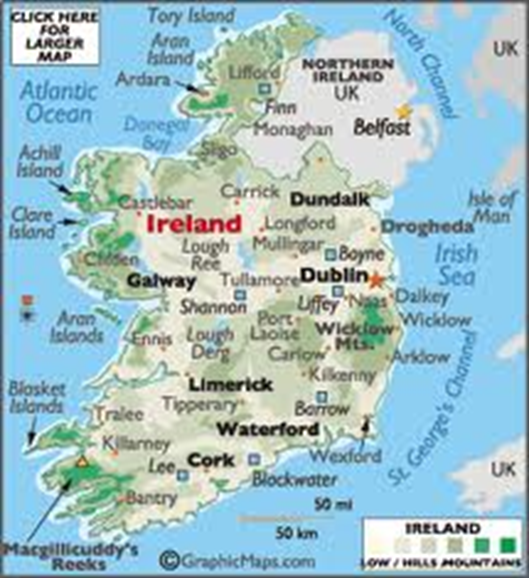 CLICK HERE
FOR
LARGER
MAP
Tory Island
Aran
Island
Ardara
Lifford
Finn
NORTHERN
IRELAND
UK
North Channel
UK
Atlantic
Ocean
Donegal
Bay
Monaghan
Belfast
Sligo
Achill
Island
Castlebar
Carrick
Dundalk
Isle of
Man
Clare
Island
Ireland
Longford
Drogheda
Lough
Ree
Mullingar
Boyne
Irish
Sea
Clifden
Galway
Tullamore
Dublin
Shannon
Liffey
Naas
Dalkey
Aran
Islands
Port
Laoise
Wicklow
Mts.
Wicklow
Ennis
Lough
Derg
Carlow
Arklow
St. George's Channel
Kilkenny
Blasket
Islands
Limerick
Tipperary
Barrow
Tralee
Waterford
Killarney
Wexford
Lee
Cork
Blackwater
UK
Bantry
50 mi
50 km
Macgillicuddy's
Reeks
©GraphicMaps.com
IRELAND
LOW / HILLS MOUNTAINS